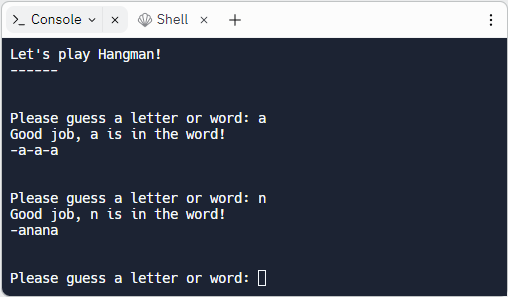 Console
Shell
Let's play Hangman!
------
Please guess a letter or word: a
Good job, a is in the word!
-a-a-a
Please guess a letter or word: n
Good job, n is in the word!
-anana
Please guess a letter or word: